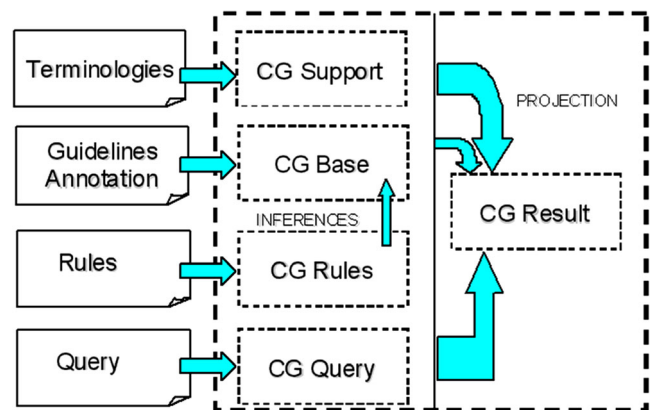 Terminologies
CG Support
PROJECTION
Guidelines
Annotation
CG Base
CG Result
INFERENCES
Rules
CG Rules
Query
CG Query